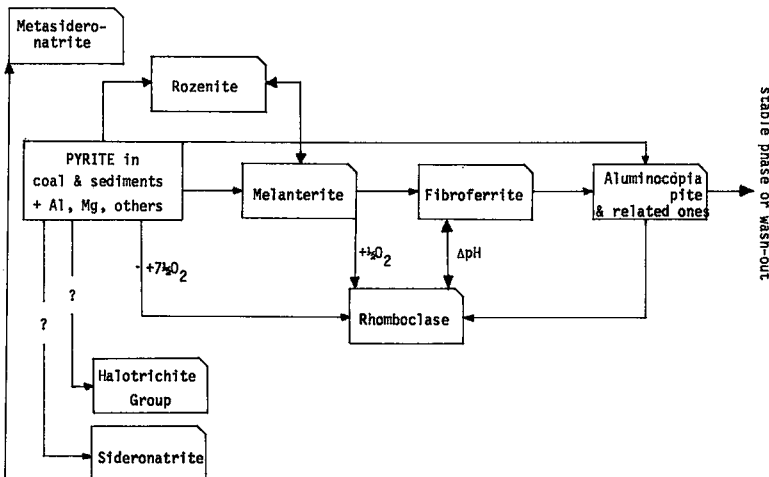 Metasidero-
natrite
Rozenite
PYRITE in
coal & sediments
+ Al, Mg, others
Melanterite
Fibroferrite
Aluminocopia
pite
& related ones
stable phase or wash-out
+7½O2
+½O2
ΔpH
?
?
Rhomboclase
Halotrichite
Group
Sideronatrite